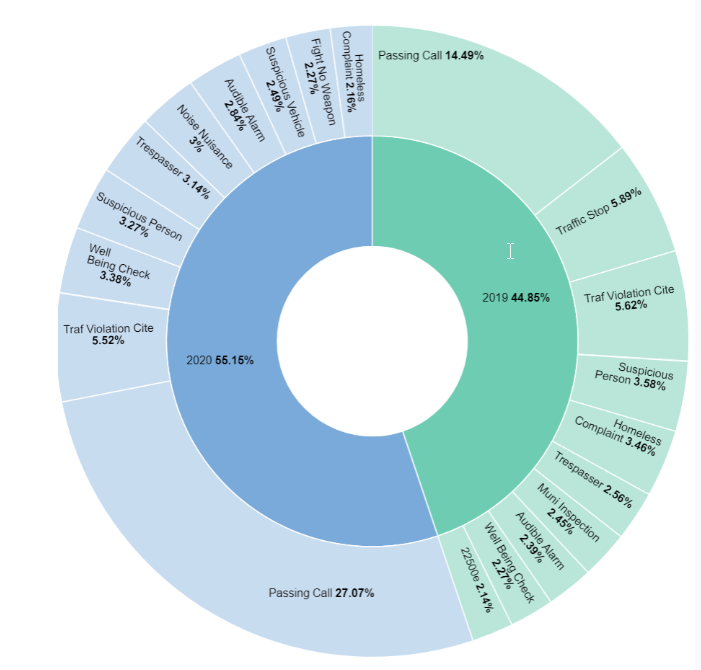 Passing Call 14.49%
Traffic Stop 5.89%
Traf Violation Cite
5.62%
Suspicious
Person 3.58%
Homeless
Complaint 3.46%
Trespasser 2.56%
Muni Inspection
2.45%
Audible Alarm
2.39%
Well Being Check
2.27%
22500e 2.14%
2019 44.85%
2020 55.15%
Passing Call 27.07%
Traf Violation Cite
5.52%
Well
Being Check
3.38%
Suspicious Person
3.27%
Trespasser 3.14%
Noise Nuisance
3%
Audible Alarm
2.84%
Suspicious Vehicle
2.49%
Fight No Weapon
2.27%
Homeless
Complaint 2.16%